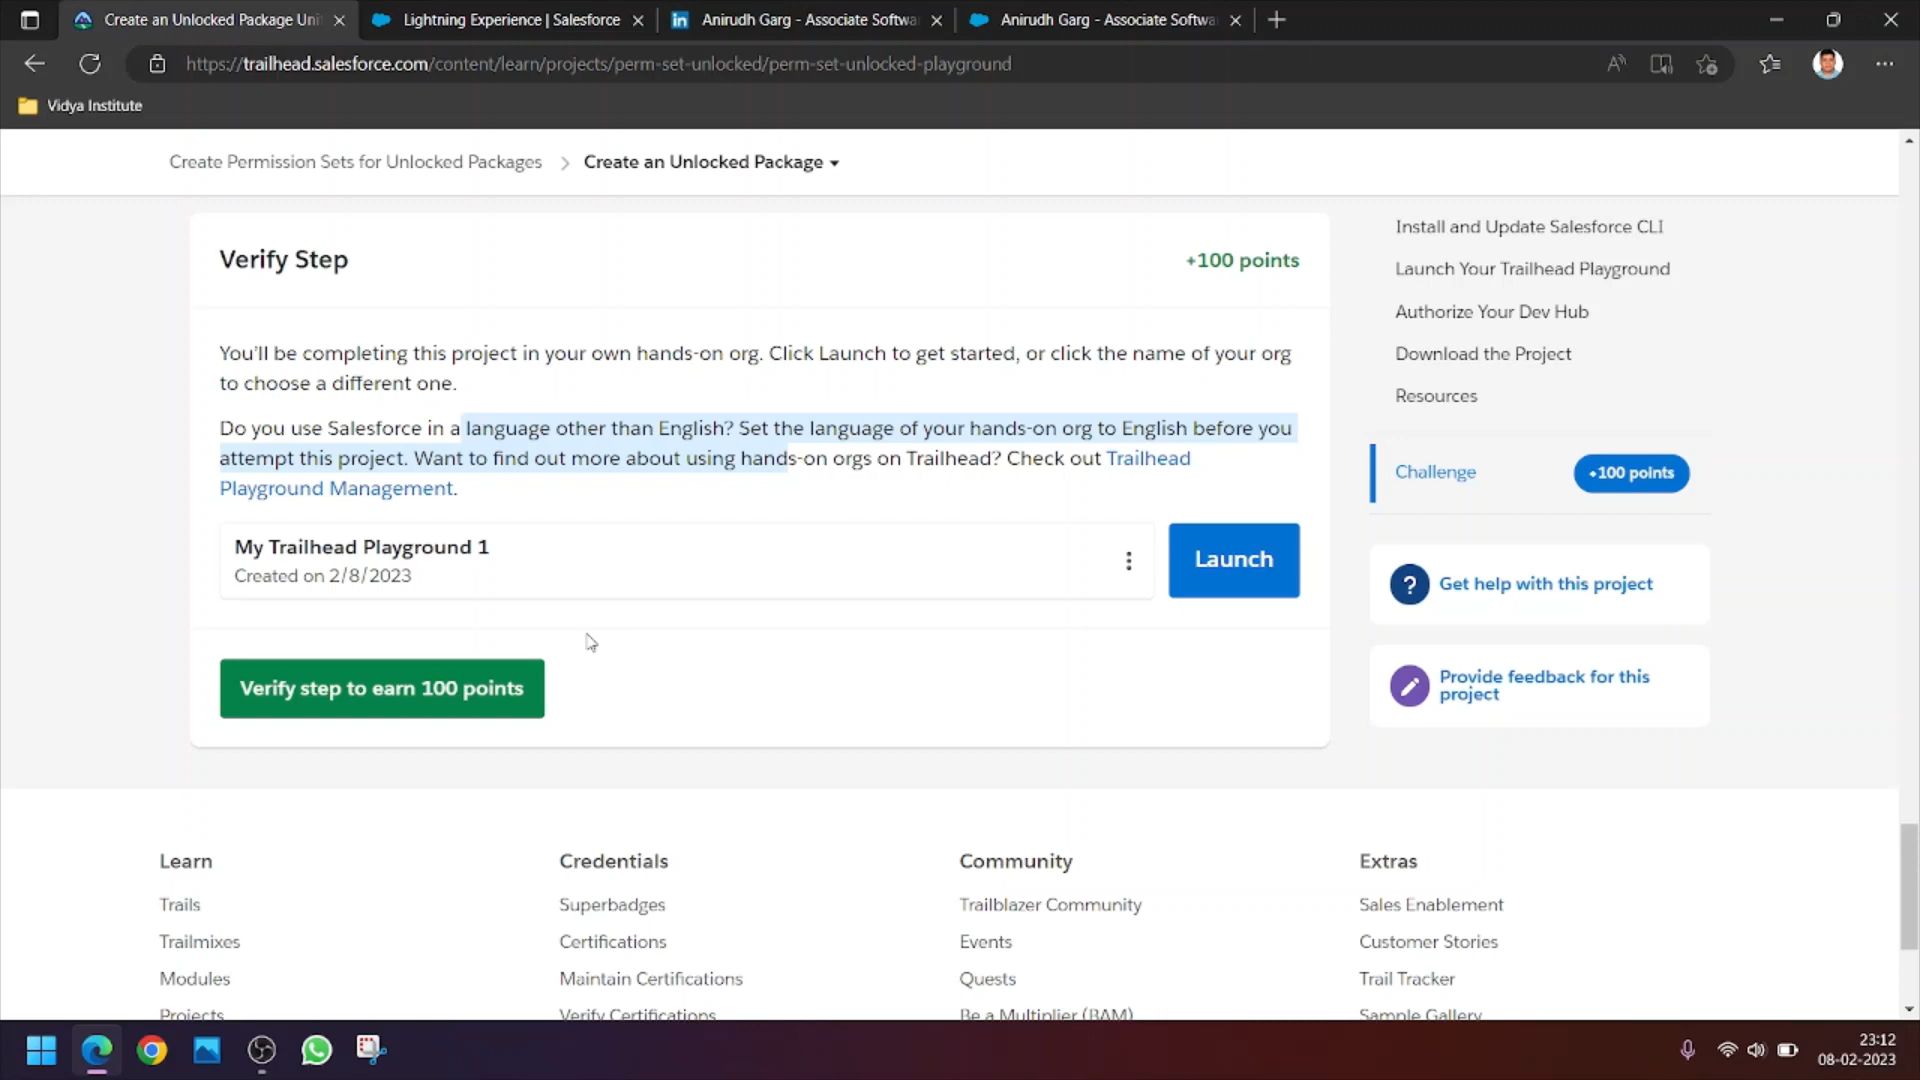 Create an Unlocked Package Uni
Lightning Experience | Salesforce
Anirudh Garg - Associate Softwa
Anirudh Garg - Associate Softwa
https://trailhead.salesforce.com/content/learn/projects/perm-set-unlocked/perm-set-unlocked-playground
Vidya Institute
Create Permission Sets for Unlocked Packages > Create an Unlocked Package
Verify Step
+100 points
You'll be completing this project in your own hands-on org. Click Launch to get started, or click the name of your org
to choose a different one.
Do you use Salesforce in a language other than English? Set the language of your hands-on org to English before you
attempt this project. Want to find out more about using hands-on orgs on Trailhead? Check out Trailhead
Playground Management.
My Trailhead Playground 1
Created on 2/8/2023
Launch
Verify step to earn 100 points
Install and Update Salesforce CLI
Launch Your Trailhead Playground
Authorize Your Dev Hub
Download the Project
Resources
Challenge
+100 points
Get help with this project
Provide feedback for this
project
Learn
Trails
Trailmixes
Modules
Projects
Credentials
Superbadges
Certifications
Maintain Certifications
Verify Certifications
Community
Trailblazer Community
Events
Quests
Be a Multiplier (BAM)
Extras
Sales Enablement
Customer Stories
Trail Tracker
Sample Gallery
23:12
08-02-2023